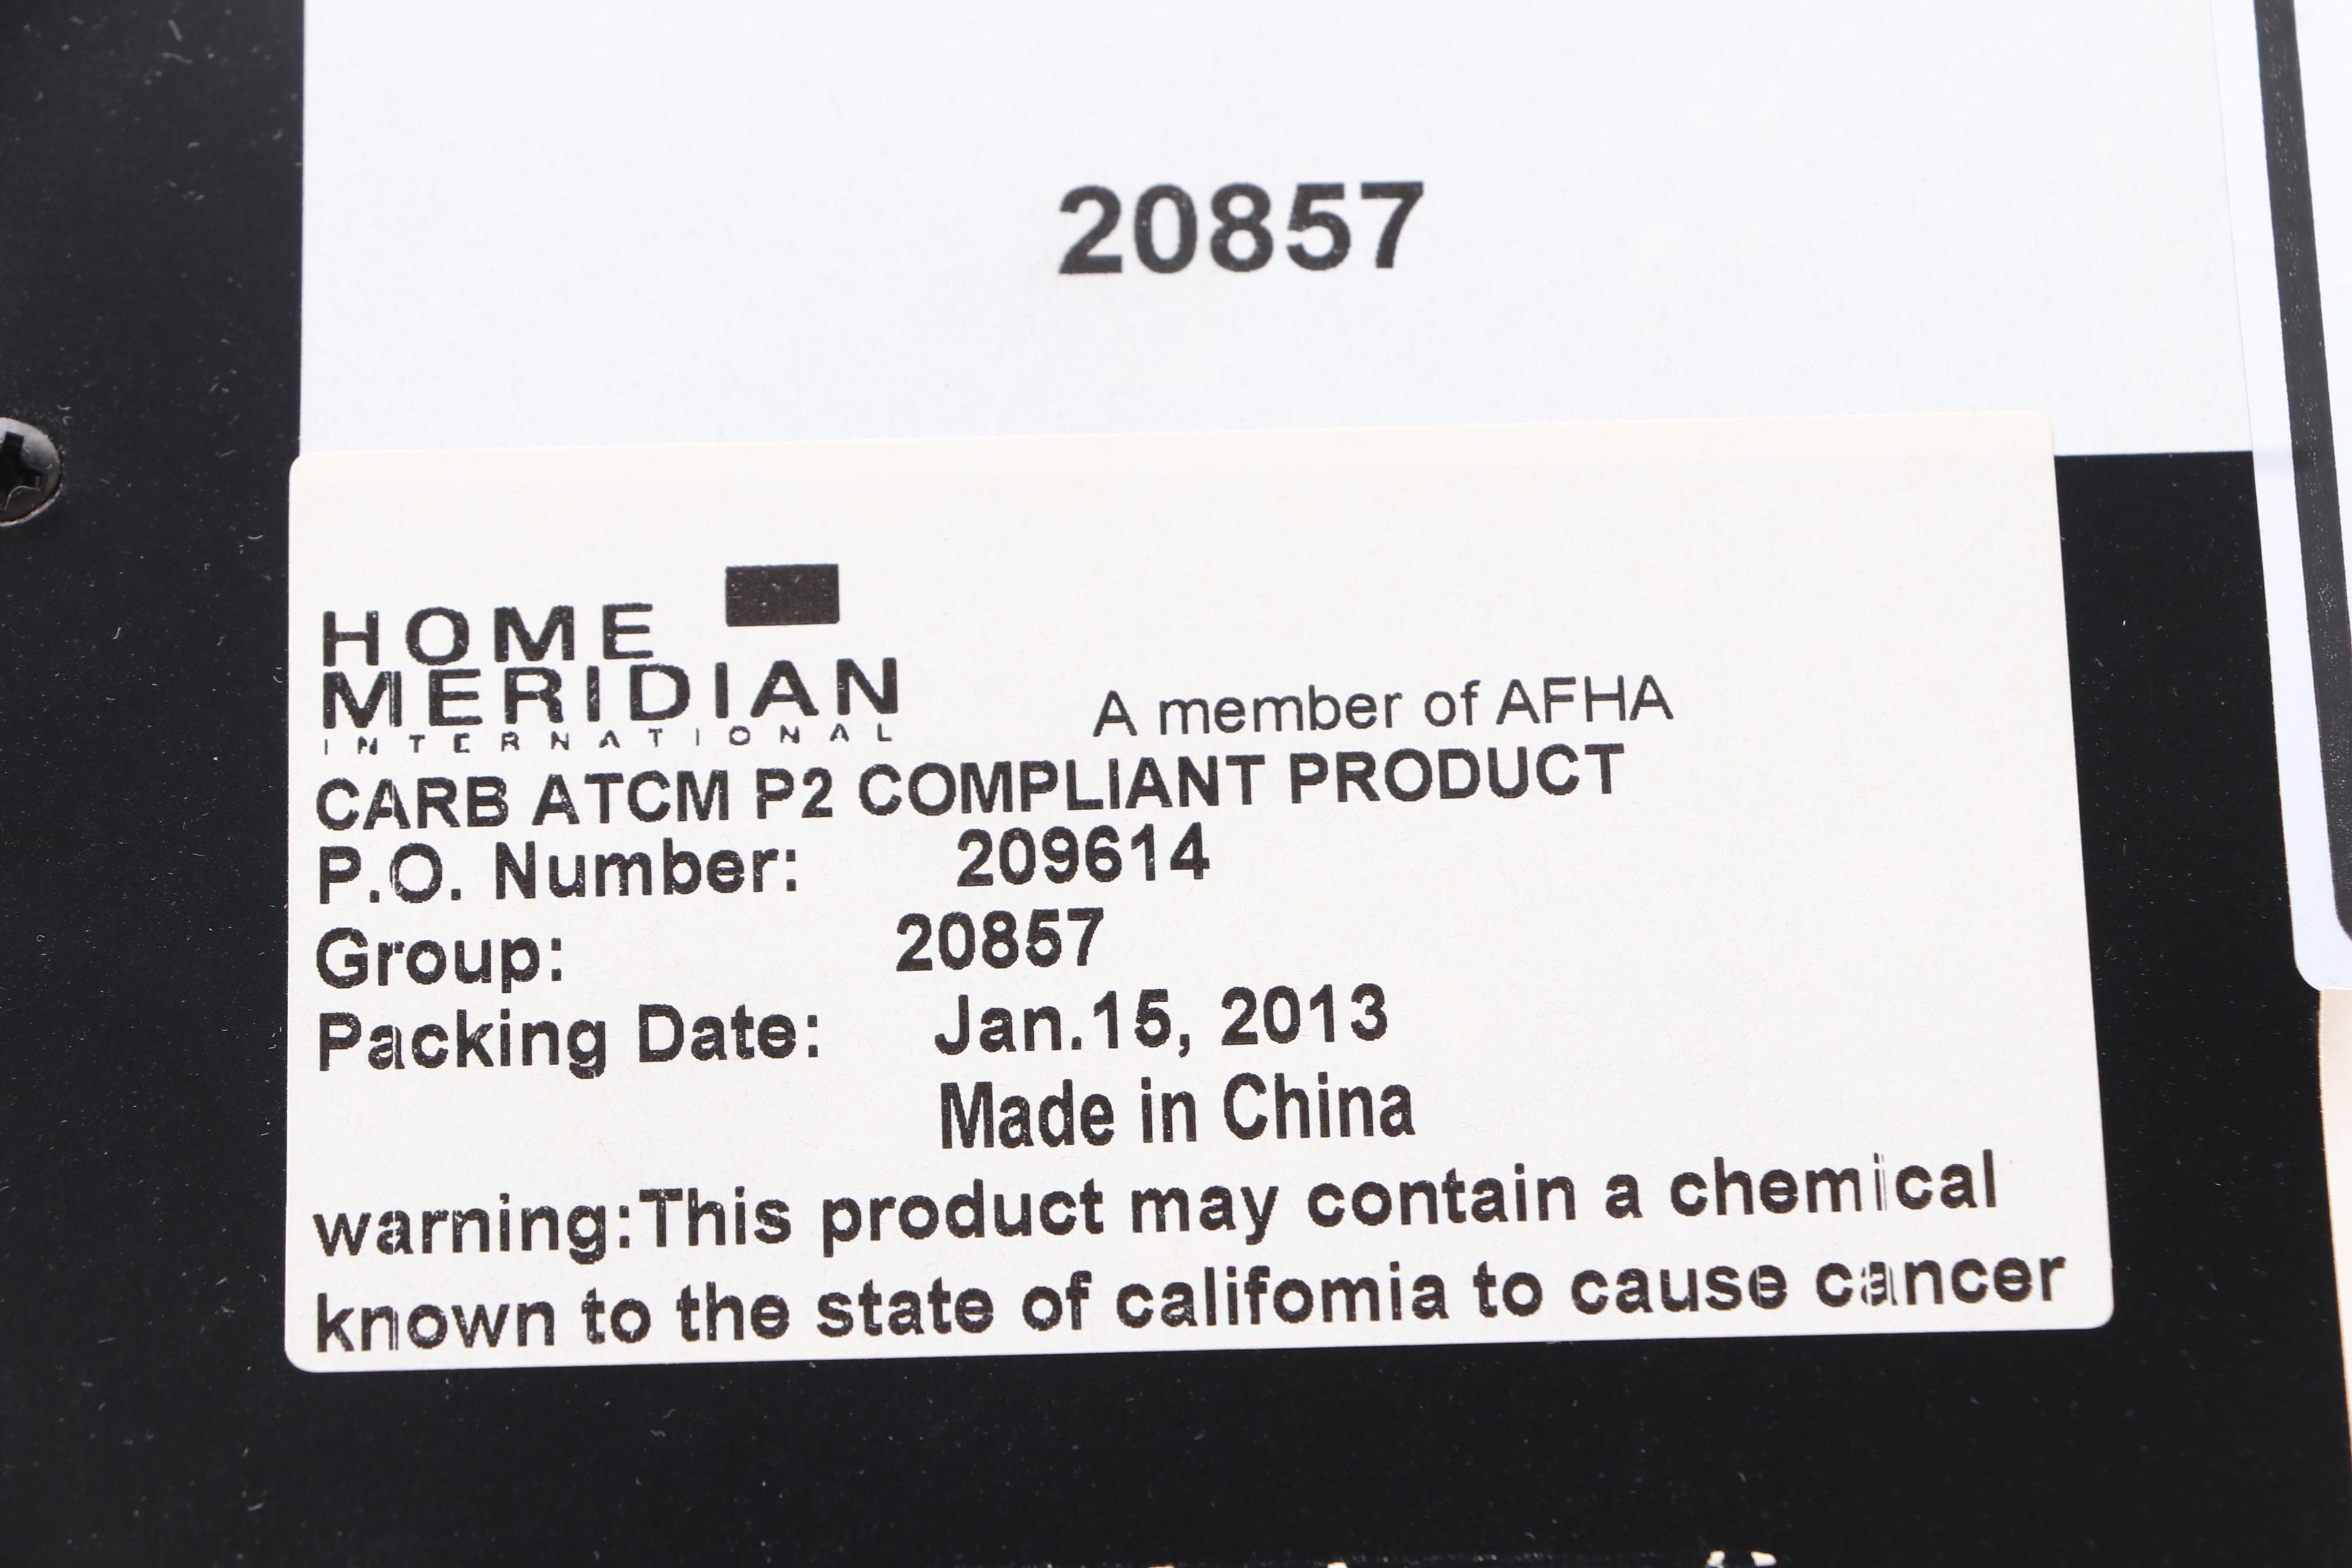 20857
HOME
MERIDIAN
INTERNATIONAL
A member of AFHA
CARB ATCM P2 COMPLIANT PRODUCT
P.O. Number: 209614
Group: 20857
Packing Date: Jan.15, 2013
Made in China
warning:This product may contain a chemical
known to the state of califomia to cause cancer